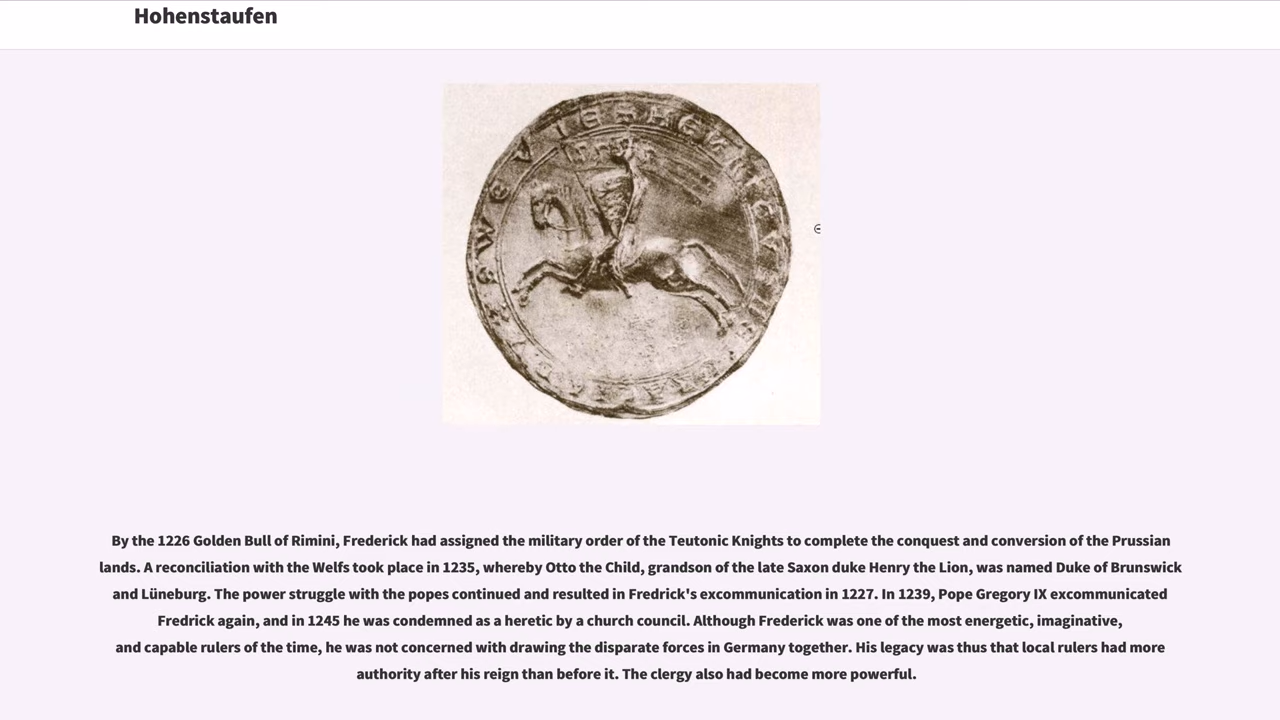 Hohenstaufen
By the 1226 Golden Bull of Rimini, Frederick had assigned the military order of the Teutonic Knights to complete the conquest and conversion of the Prussian
lands. A reconciliation with the Welfs took place in 1235, whereby Otto the Child, grandson of the late Saxon duke Henry the Lion, was named Duke of Brunswick
and Lüneburg. The power struggle with the popes continued and resulted in Fredrick's excommunication in 1227. In 1239, Pope Gregory IX excommunicated
Fredrick again, and in 1245 he was condemned as a heretic by a church council. Although Frederick was one of the most energetic, imaginative,
and capable rulers of the time, he was not concerned with drawing the disparate forces in Germany together. His legacy was thus that local rulers had more
authority after his reign than before it. The clergy also had become more powerful.